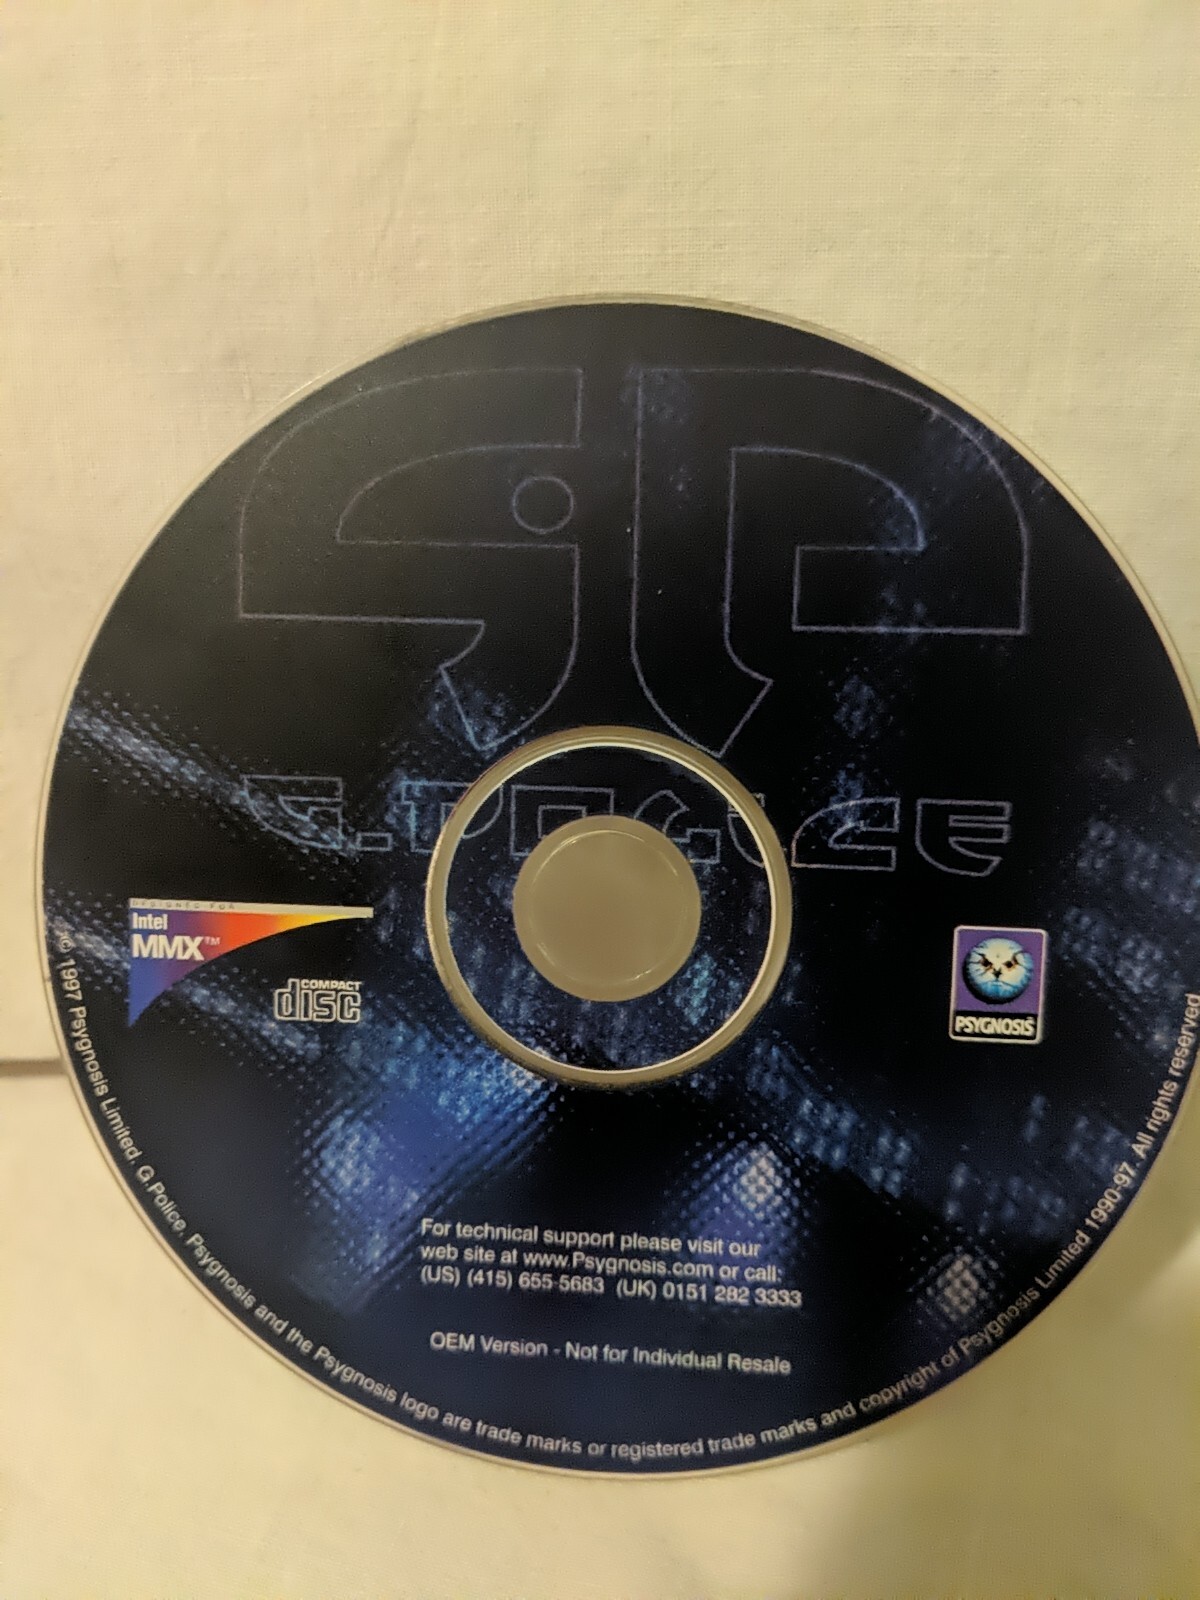 GP
G.POLICE
DESIGNED FOR
Intel
MMX™
COMPACT
disc
PSYGNOSIS
For technical support please visit our
web site at www.Psygnosis.com or call:
(US) (415) 655-5683 (UK) 0151 282 3333
OEM Version - Not for Individual Resale
1997 Psygnosis Limited. G.Police, Psygnosis and the Psygnosis logo are trade marks or registered trade marks and copyright of Psygnosis Limited 1990-97. All rights reserved